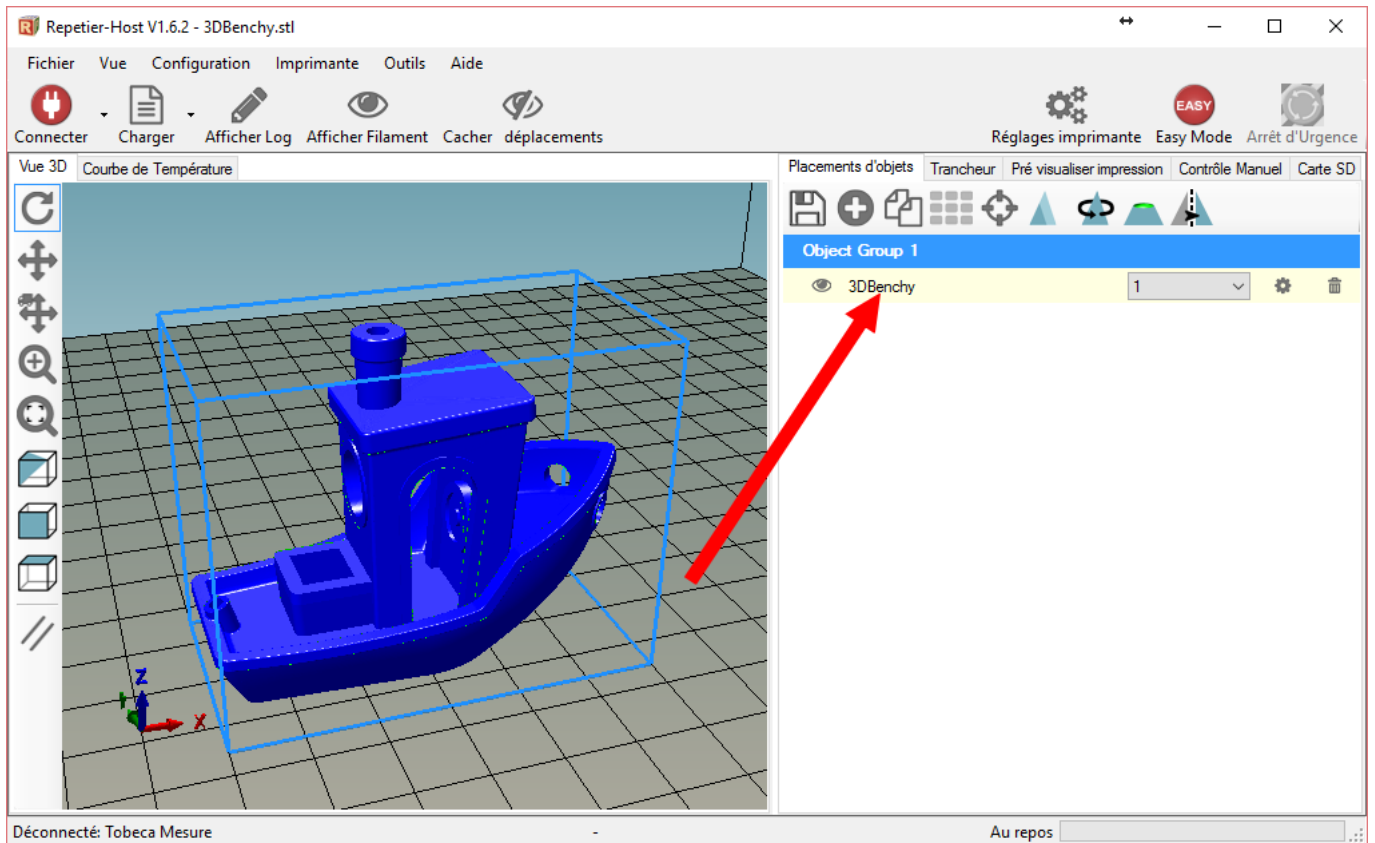 Repetier-Host V1.6.2 - 3DBenchy.stl
Fichier Vue Configuration Imprimante Outils Aide
EASY
Connecter Charger Afficher Log Afficher Filament Cacher déplacements Réglages imprimante Easy Mode Arrêt d'Urgence
Vue 3D Courbe de Température
Placements d'objets Trancheur Pré visualiser impression Contrôle Manuel Carte SD
Object Group 1
3DBenchy 1
Z
Y
X
Déconnecté: Tobeca Mesure - Au repos